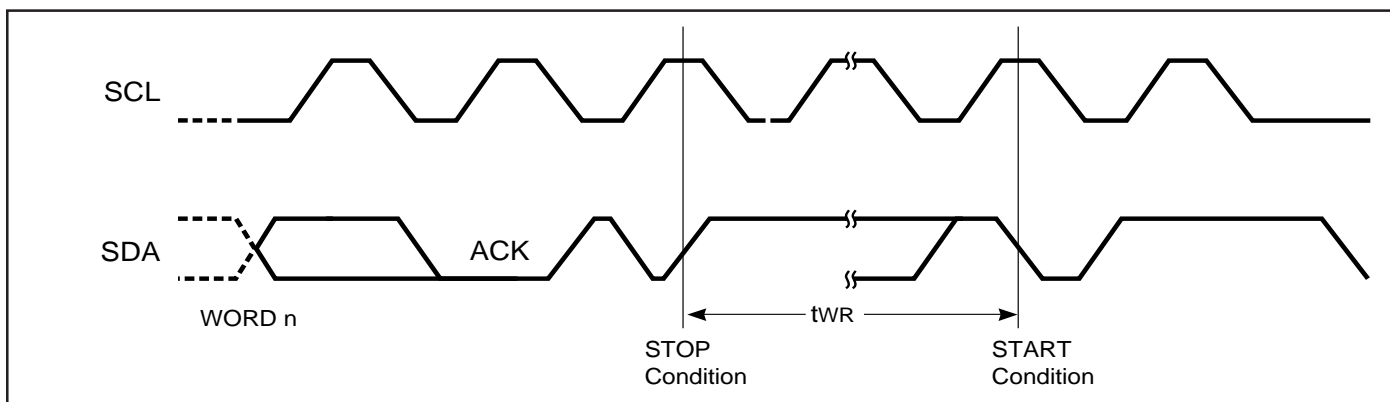 SCL
SDA
ACK
WORD n
tWR
STOP
Condition
START
Condition